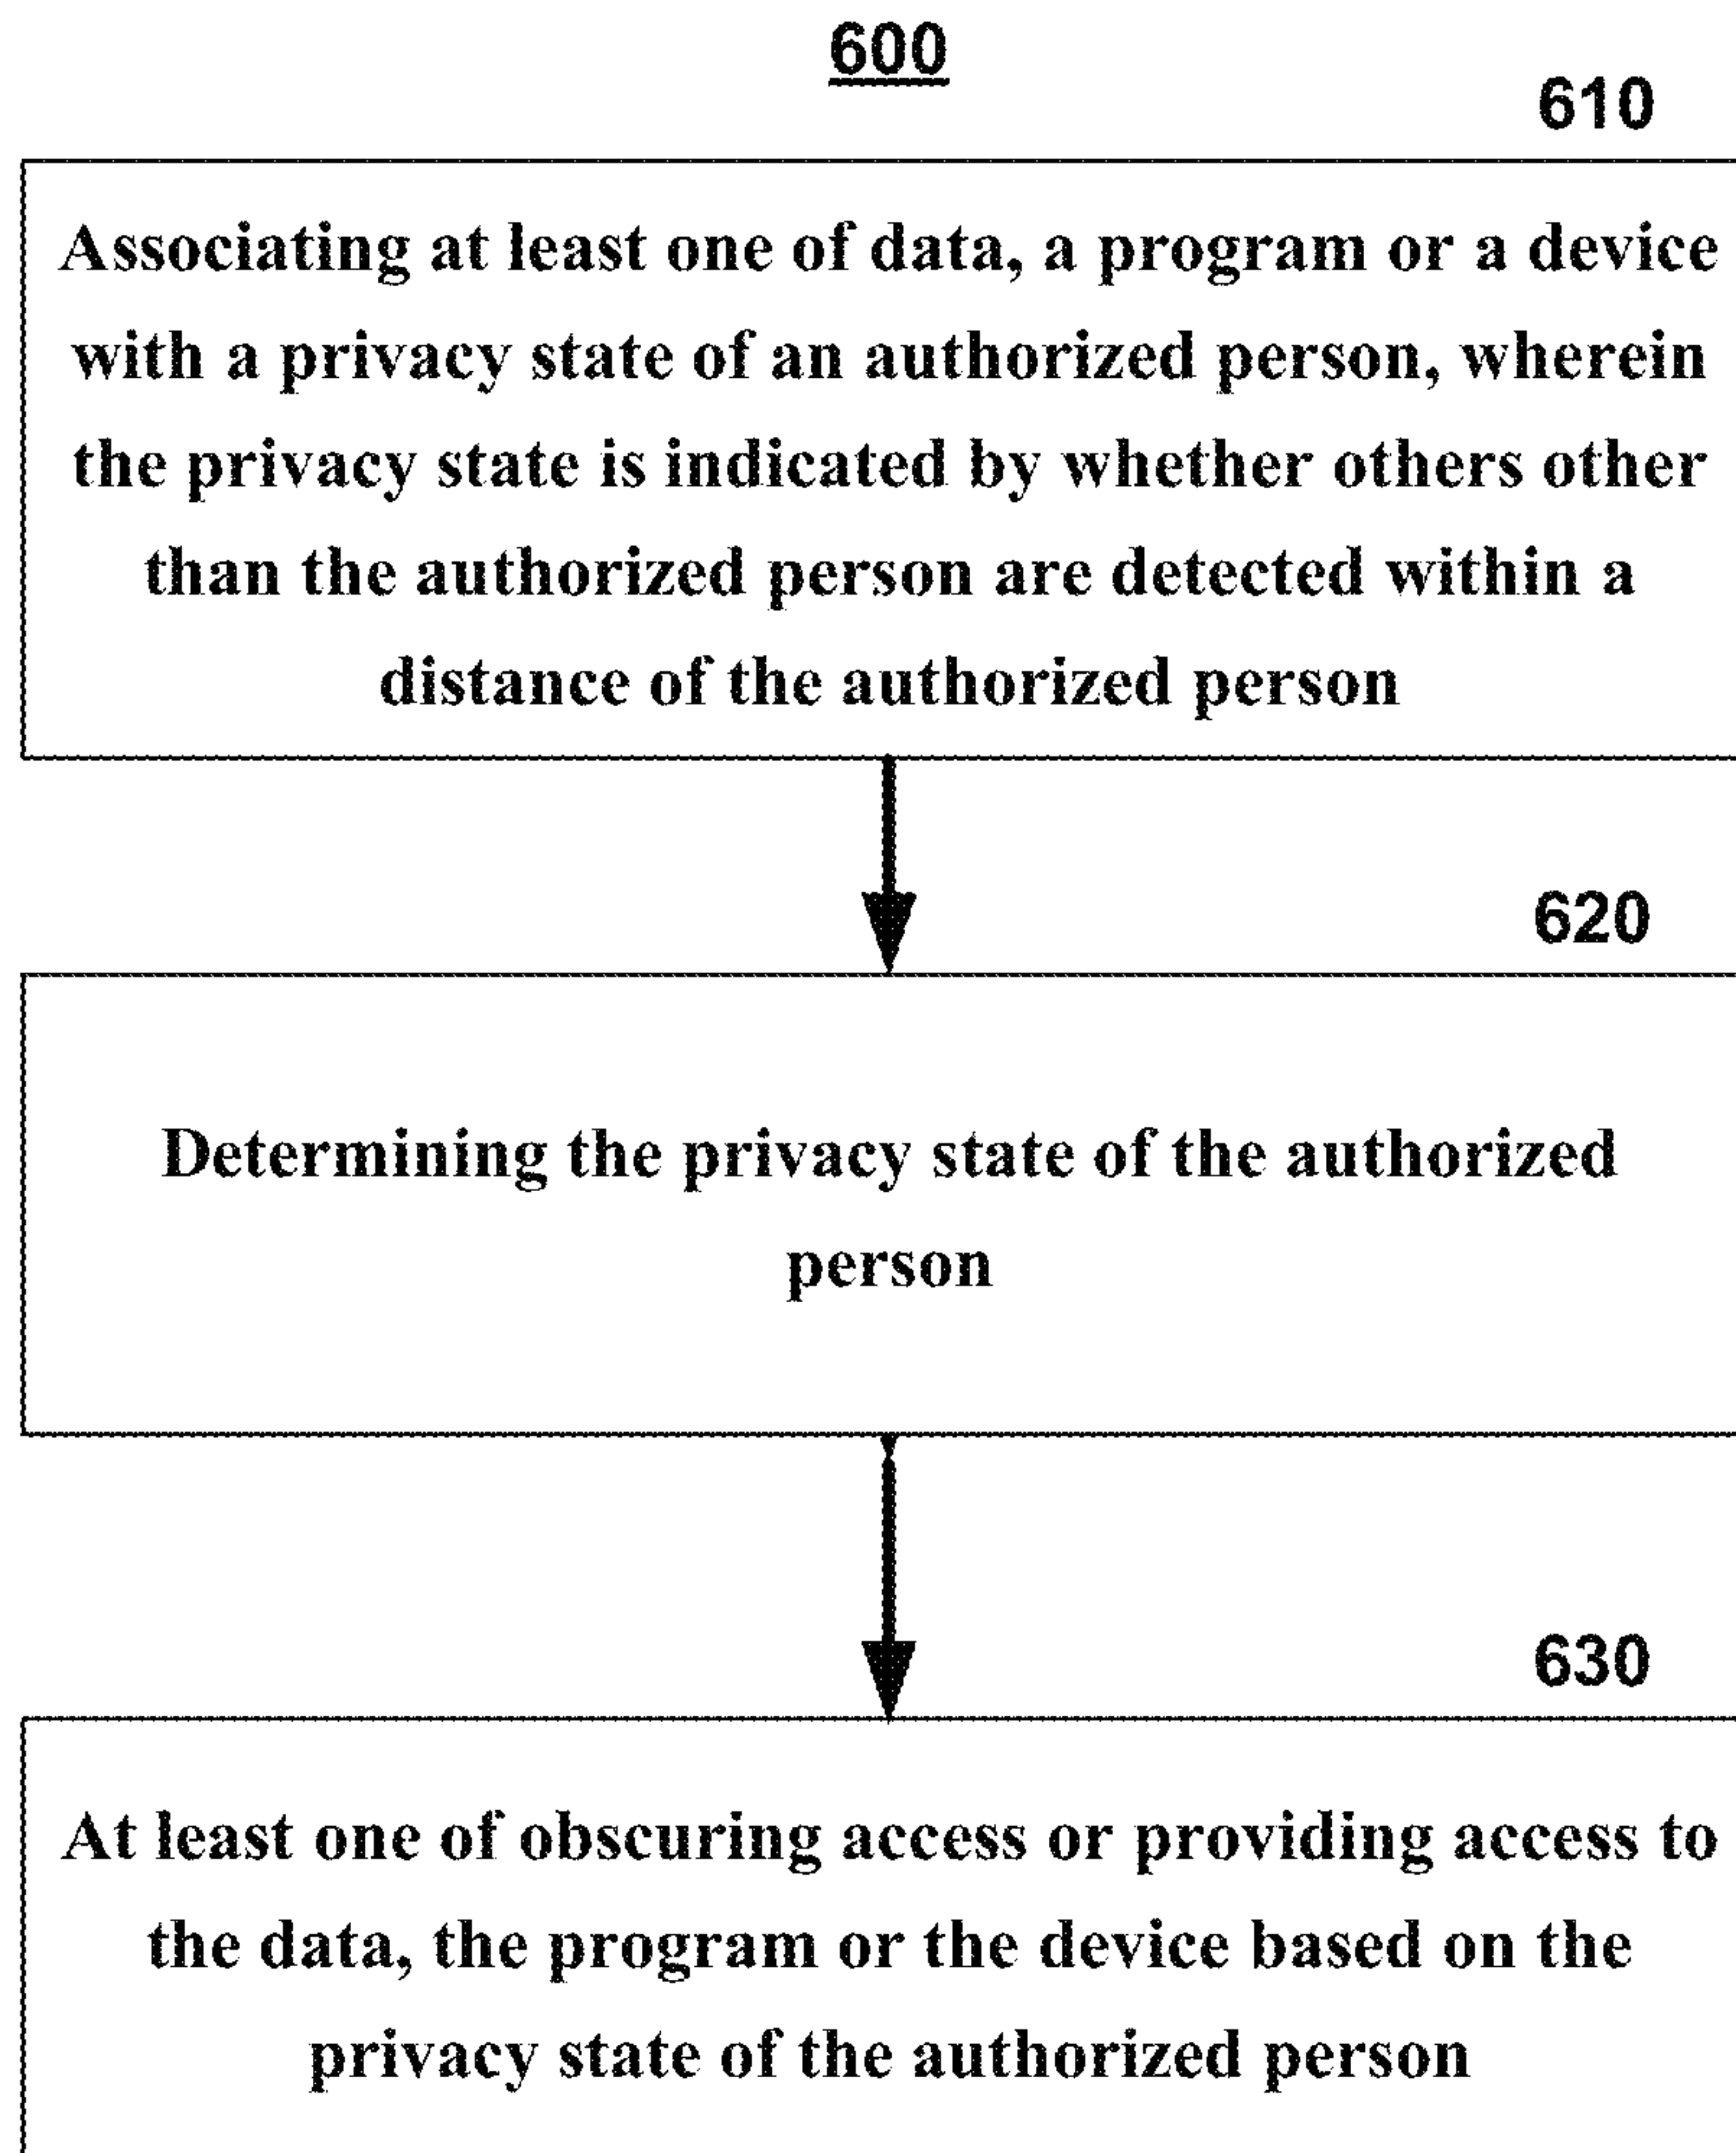 600
610
Associating at least one of data, a program or a device
with a privacy state of an authorized person, wherein
the privacy state is indicated by whether others other
than the authorized person are detected within a
distance of the authorized person
620
Determining the privacy state of the authorized
person
630
At least one of obscuring access or providing access to
the data, the program or the device based on the
privacy state of the authorized person